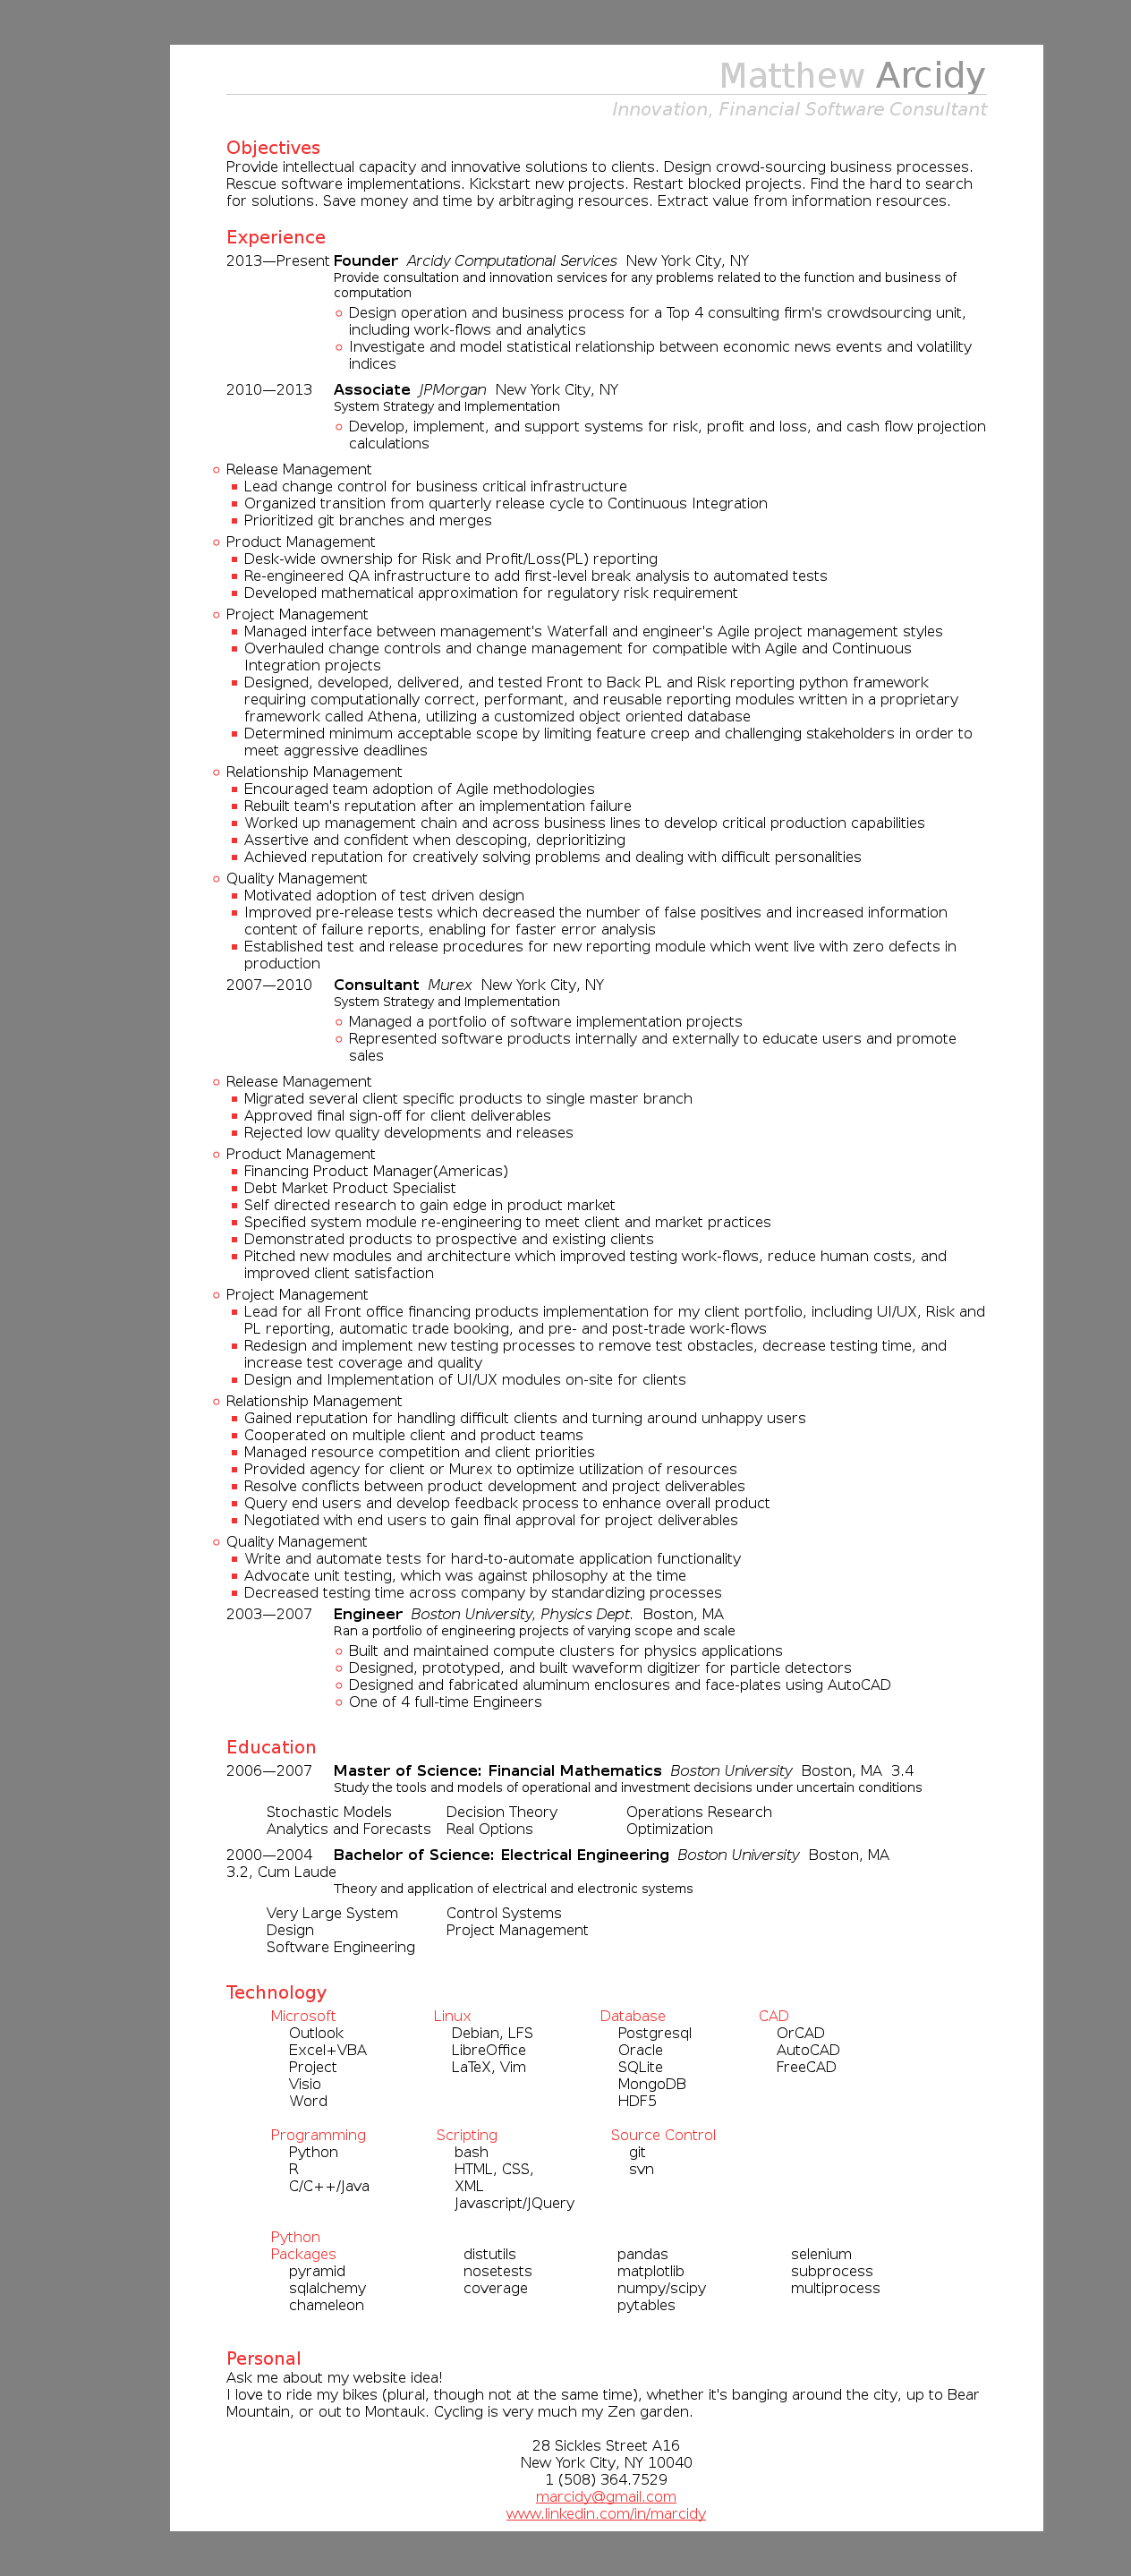 Matthew Arcidy
Innovation, Financial Software Consultant
Objectives
Provide intellectual capacity and innovative solutions to clients. Design crowd-sourcing business processes.
Rescue software implementations. Kickstart new projects. Restart blocked projects. Find the hard to search
for solutions. Save money and time by arbitraging resources. Extract value from information resources.
Experience
2013—Present Founder Arcidy Computational Services New York City, NY
Provide consultation and innovation services for any problems related to the function and business of
computation
Design operation and business process for a Top 4 consulting firm's crowdsourcing unit,
including work-flows and analytics
Investigate and model statistical relationship between economic news events and volatility
indices
2010—2013 Associate JPMorgan New York City, NY
System Strategy and Implementation
Develop, implement, and support systems for risk, profit and loss, and cash flow projection
calculations
Release Management
Lead change control for business critical infrastructure
Organized transition from quarterly release cycle to Continuous Integration
Prioritized git branches and merges
Product Management
Desk-wide ownership for Risk and Profit/Loss(PL) reporting
Re-engineered QA infrastructure to add first-level break analysis to automated tests
Developed mathematical approximation for regulatory risk requirement
Project Management
Managed interface between management's Waterfall and engineer's Agile project management styles
Overhauled change controls and change management for compatible with Agile and Continuous
Integration projects
Designed, developed, delivered, and tested Front to Back PL and Risk reporting python framework
requiring computationally correct, performant, and reusable reporting modules written in a proprietary
framework called Athena, utilizing a customized object oriented database
Determined minimum acceptable scope by limiting feature creep and challenging stakeholders in order to
meet aggressive deadlines
Relationship Management
Encouraged team adoption of Agile methodologies
Rebuilt team's reputation after an implementation failure
Worked up management chain and across business lines to develop critical production capabilities
Assertive and confident when descoping, deprioritizing
Achieved reputation for creatively solving problems and dealing with difficult personalities
Quality Management
Motivated adoption of test driven design
Improved pre-release tests which decreased the number of false positives and increased information
content of failure reports, enabling for faster error analysis
Established test and release procedures for new reporting module which went live with zero defects in
production
2007—2010 Consultant Murex New York City, NY
System Strategy and Implementation
Managed a portfolio of software implementation projects
Represented software products internally and externally to educate users and promote
sales
Release Management
Migrated several client specific products to single master branch
Approved final sign-off for client deliverables
Rejected low quality developments and releases
Product Management
Financing Product Manager(Americas)
Debt Market Product Specialist
Self directed research to gain edge in product market
Specified system module re-engineering to meet client and market practices
Demonstrated products to prospective and existing clients
Pitched new modules and architecture which improved testing work-flows, reduce human costs, and
improved client satisfaction
Project Management
Lead for all Front office financing products implementation for my client portfolio, including UI/UX, Risk and
PL reporting, automatic trade booking, and pre- and post-trade work-flows
Redesign and implement new testing processes to remove test obstacles, decrease testing time, and
increase test coverage and quality
Design and Implementation of UI/UX modules on-site for clients
Relationship Management
Gained reputation for handling difficult clients and turning around unhappy users
Cooperated on multiple client and product teams
Managed resource competition and client priorities
Provided agency for client or Murex to optimize utilization of resources
Resolve conflicts between product development and project deliverables
Query end users and develop feedback process to enhance overall product
Negotiated with end users to gain final approval for project deliverables
Quality Management
Write and automate tests for hard-to-automate application functionality
Advocate unit testing, which was against philosophy at the time
Decreased testing time across company by standardizing processes
2003—2007 Engineer Boston University, Physics Dept. Boston, MA
Ran a portfolio of engineering projects of varying scope and scale
Built and maintained compute clusters for physics applications
Designed, prototyped, and built waveform digitizer for particle detectors
Designed and fabricated aluminum enclosures and face-plates using AutoCAD
One of 4 full-time Engineers
Education
2006—2007 Master of Science: Financial Mathematics Boston University Boston, MA 3.4
Study the tools and models of operational and investment decisions under uncertain conditions
Stochastic Models Decision Theory Operations Research
Analytics and Forecasts Real Options Optimization
2000—2004 Bachelor of Science: Electrical Engineering Boston University Boston, MA
3.2, Cum Laude
Theory and application of electrical and electronic systems
Very Large System Control Systems
Design Project Management
Software Engineering
Technology
Microsoft Linux Database CAD
Outlook Debian, LFS Postgresql OrCAD
Excel+VBA LibreOffice Oracle AutoCAD
Project LaTeX, Vim SQLite FreeCAD
Visio MongoDB
Word HDF5
Programming Scripting Source Control
Python bash git
R HTML, CSS, svn
C/C++/Java XML
Javascript/JQuery
Python
Packages distutils pandas selenium
pyramid nosetests matplotlib subprocess
sqlalchemy coverage numpy/scipy multiprocess
chameleon pytables
Personal
Ask me about my website idea!
I love to ride my bikes (plural, though not at the same time), whether it's banging around the city, up to Bear
Mountain, or out to Montauk. Cycling is very much my Zen garden.
28 Sickles Street A16
New York City, NY 10040
1 (508) 364.7529
marcidy@gmail.com
www.linkedin.com/in/marcidy